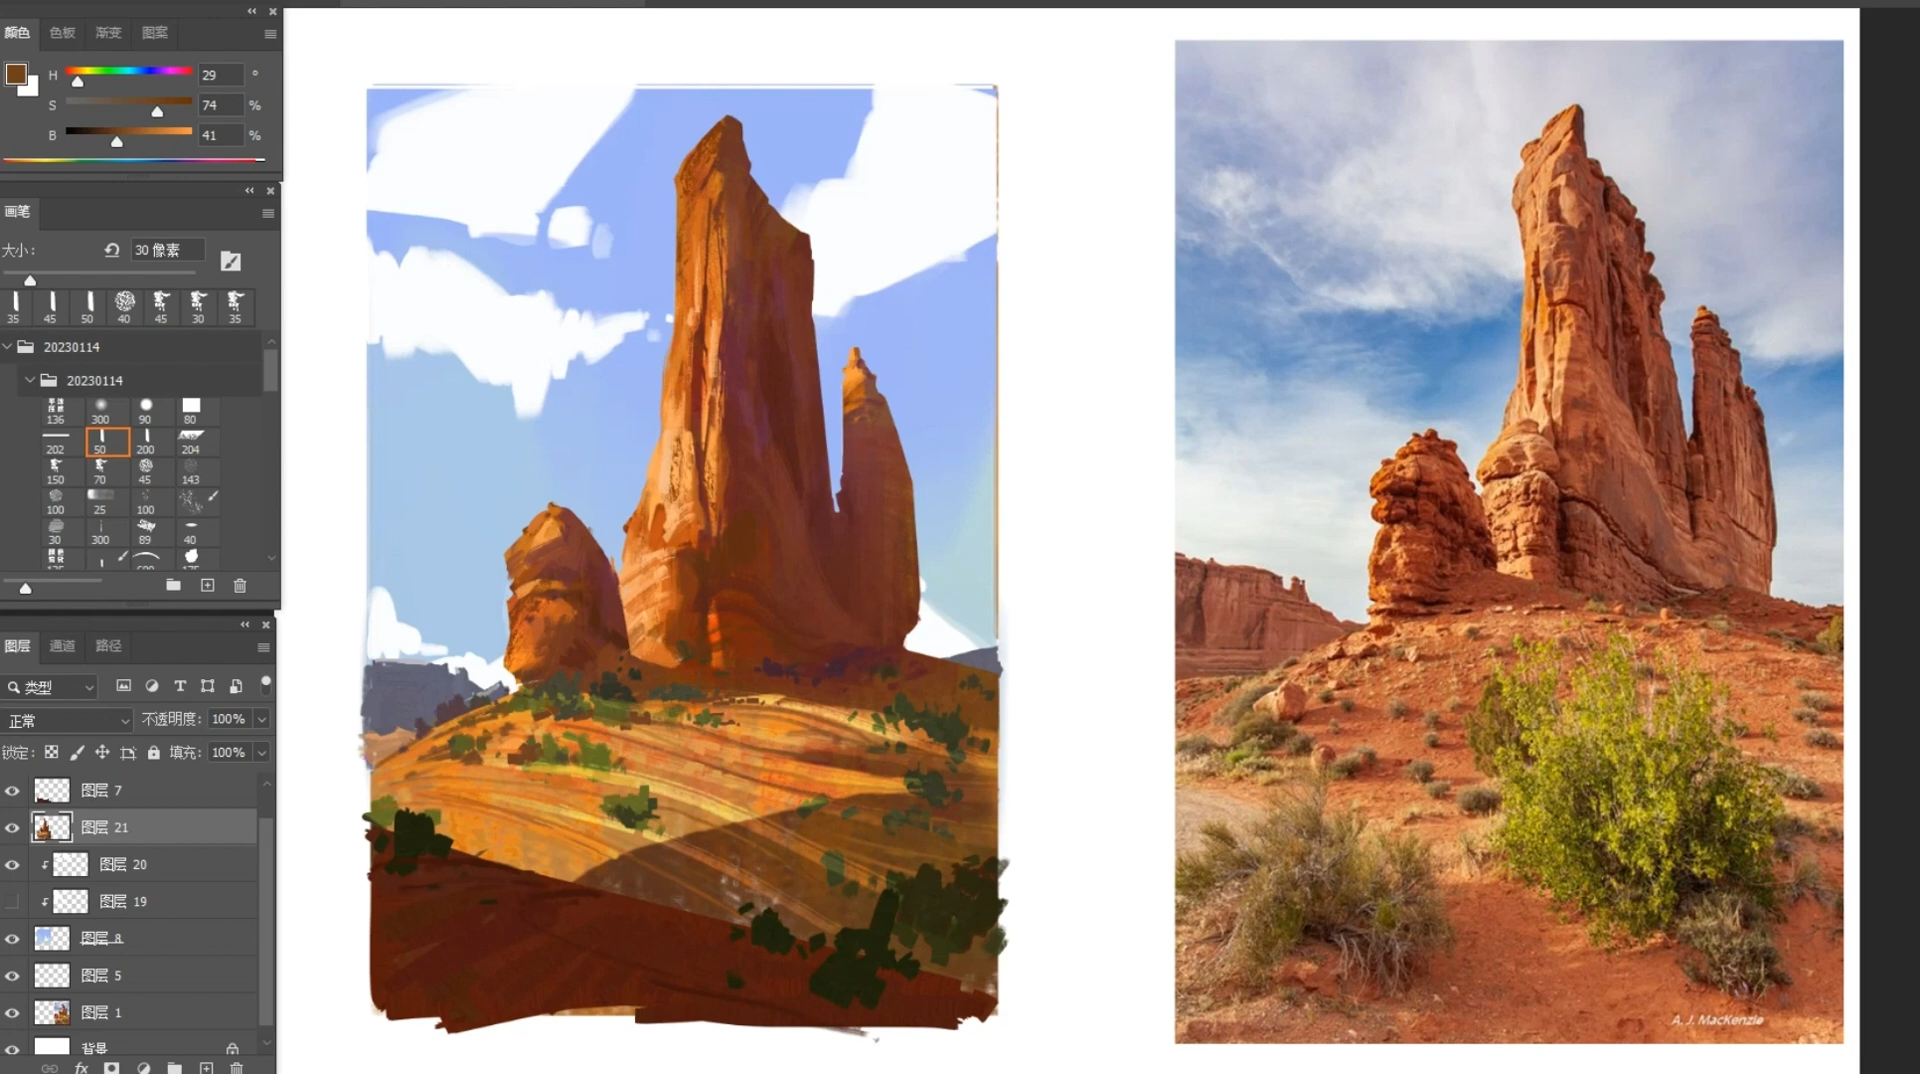 颜色 色板 渐变 图案
H 29 °
S 74 %
B 41 %
画笔
大小: 30 像素
35 45 50 40 45 30 35
20230114
20230114
136 300 90 80
202 50 200 204
150 70 45 143
100 25 100
30 300 89 40
图层 通道 路径
类型
正常 不透明度: 100%
锁定: 填充: 100%
图层 7
图层 21
图层 20
图层 19
图层 8
图层 5
图层 1
背景
fx
A. J. MacKenzie